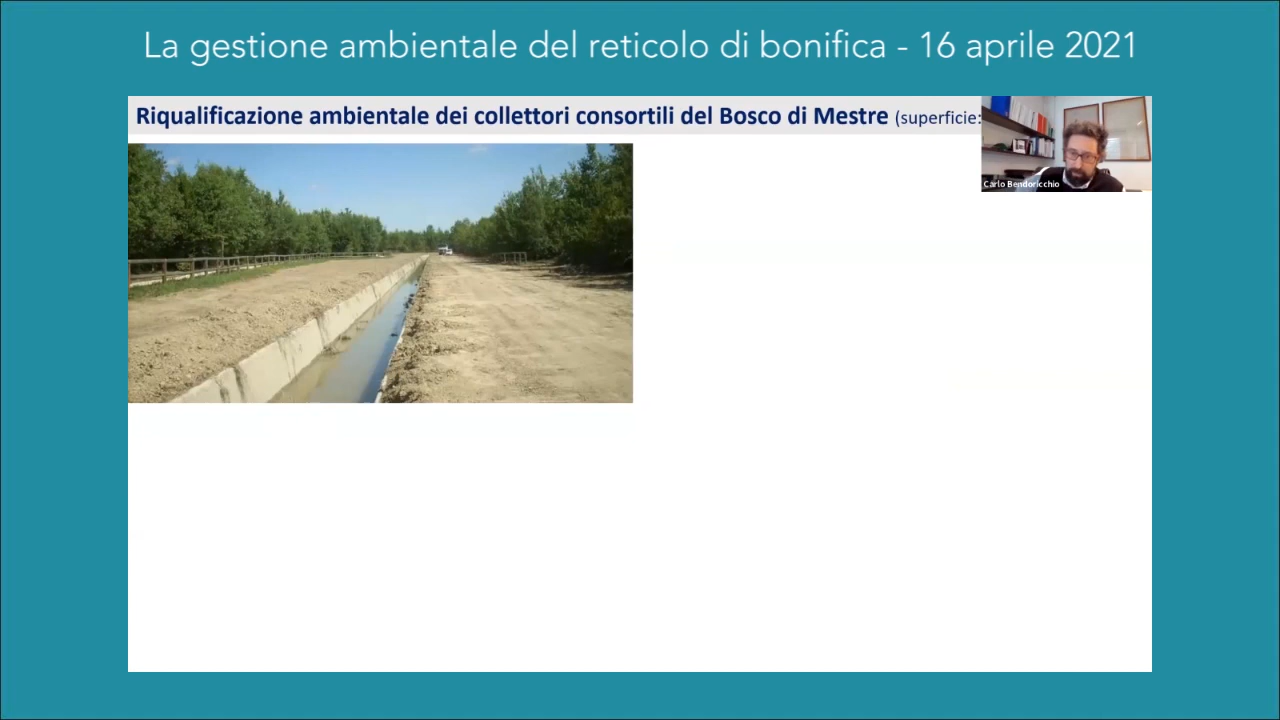 La gestione ambientale del reticolo di bonifica - 16 aprile 2021
Riqualificazione ambientale dei collettori consortili del Bosco di Mestre (superficie:
Carlo Bendoricchio